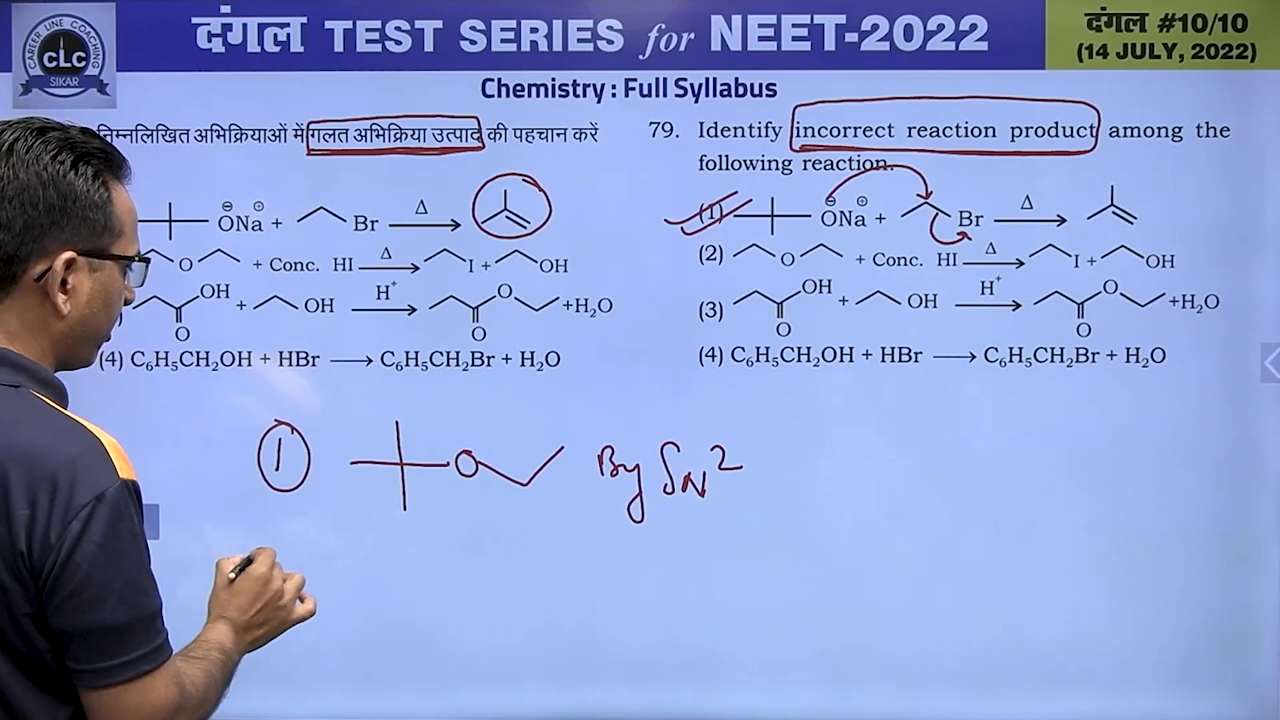 CAREER LINE COACHING
CLC
SIKAR
दंगल TEST SERIES for NEET-2022
दंगल #10/10
(14 JULY, 2022)
Chemistry : Full Syllabus
निम्नलिखित अभिक्रियाओं में गलत अभिक्रिया उत्पाद की पहचान करें
⊖ ⊕
ONa + Br Δ
O + Conc. HI Δ I + OH
OH + OH H⁺ O +H₂O
O O
(4) C₆H₅CH₂OH + HBr ⟶ C₆H₅CH₂Br + H₂O
79. Identify incorrect reaction product among the
following reaction.
⊖ ⊕
(1) ONa + Br Δ
(2) O + Conc. HI Δ I + OH
(3) OH + OH H⁺ O +H₂O
O O
(4) C₆H₅CH₂OH + HBr ⟶ C₆H₅CH₂Br + H₂O
1 O By SN²